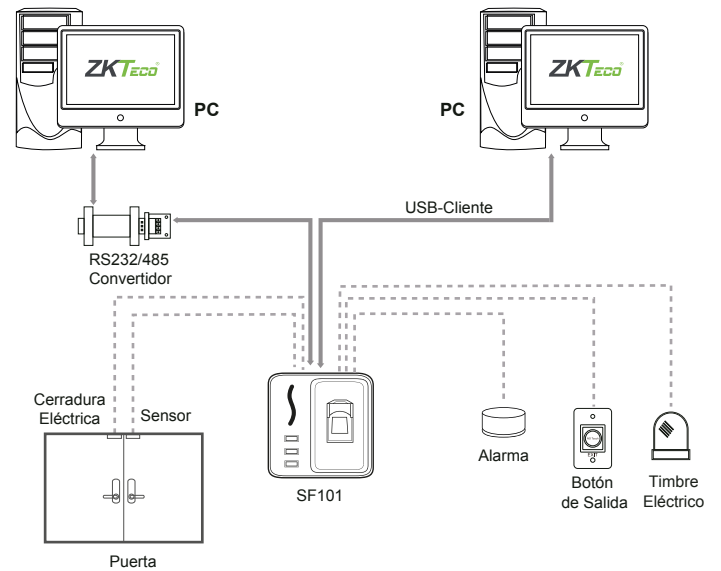 ZKTeco
ZKTeco
PC
PC
USB-Cliente
RS232/485
Convertidor
Cerradura
Eléctrica
Sensor
Alarma
Botón
de Salida
Timbre
Eléctrico
SF101
Puerta
EXIT